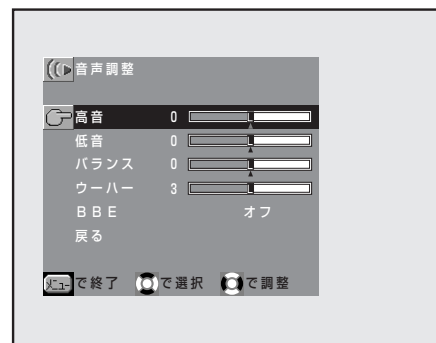 音声調整
高音 0
低音 0
バランス 0
ウーハー 3
BBE オフ
戻る
メニューで終了 で選択 で調整